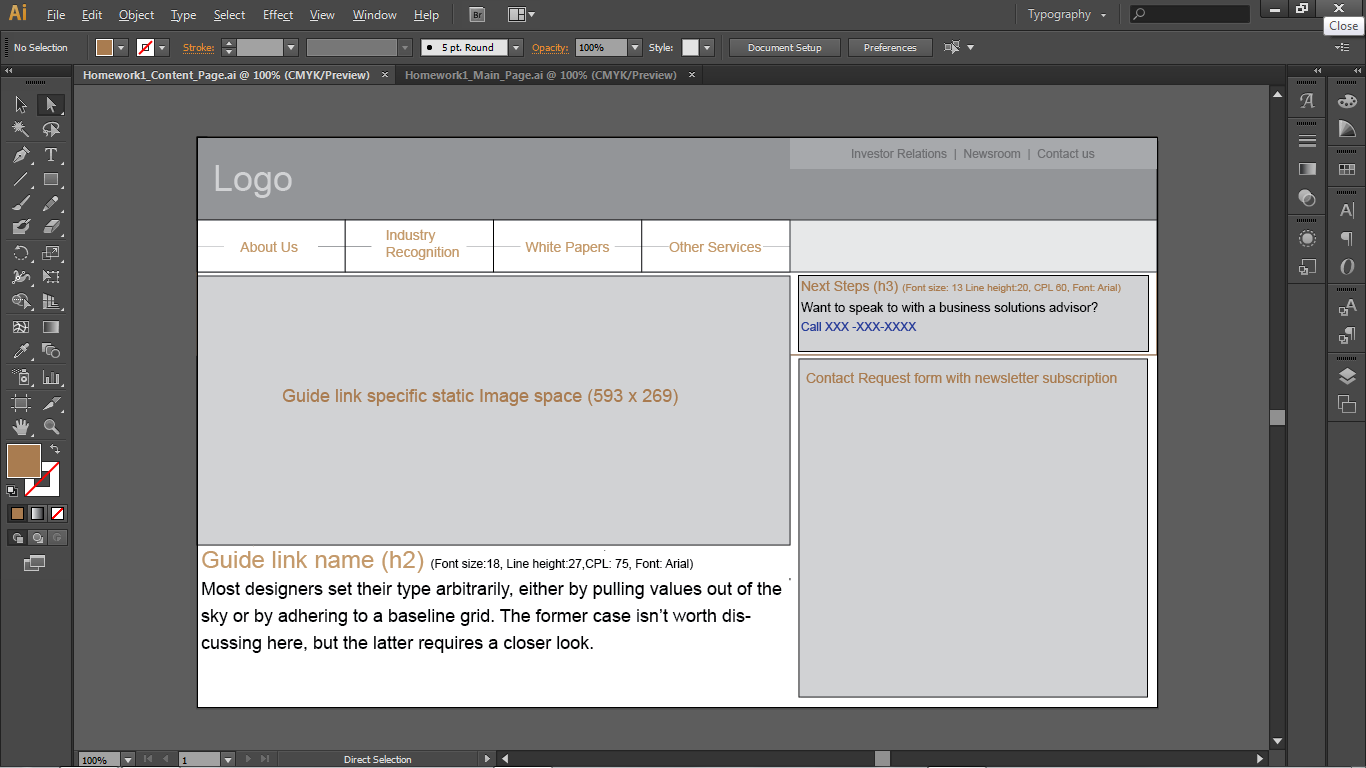 Ai File Edit Object Type Select Effect View Window Help Br Typography
Close
No Selection Stroke: 5 pt. Round Opacity: 100% Style: Document Setup Preferences
Homework1_Content_Page.ai @ 100% (CMYK/Preview) × Homework1_Main_Page.ai @ 100% (CMYK/Preview) ×
Investor Relations | Newsroom | Contact us
Logo
About Us
Industry
Recognition
White Papers
Other Services
Next Steps (h3) (Font size: 13 Line height:20, CPL 60, Font: Arial)
Want to speak to with a business solutions advisor?
Call XXX -XXX-XXXX
Guide link specific static Image space (593 x 269)
Contact Request form with newsletter subscription
Guide link name (h2) (Font size:18, Line height:27,CPL: 75, Font: Arial)
Most designers set their type arbitrarily, either by pulling values out of the
sky or by adhering to a baseline grid. The former case isn’t worth dis-
cussing here, but the latter requires a closer look.
100% 1 Direct Selection